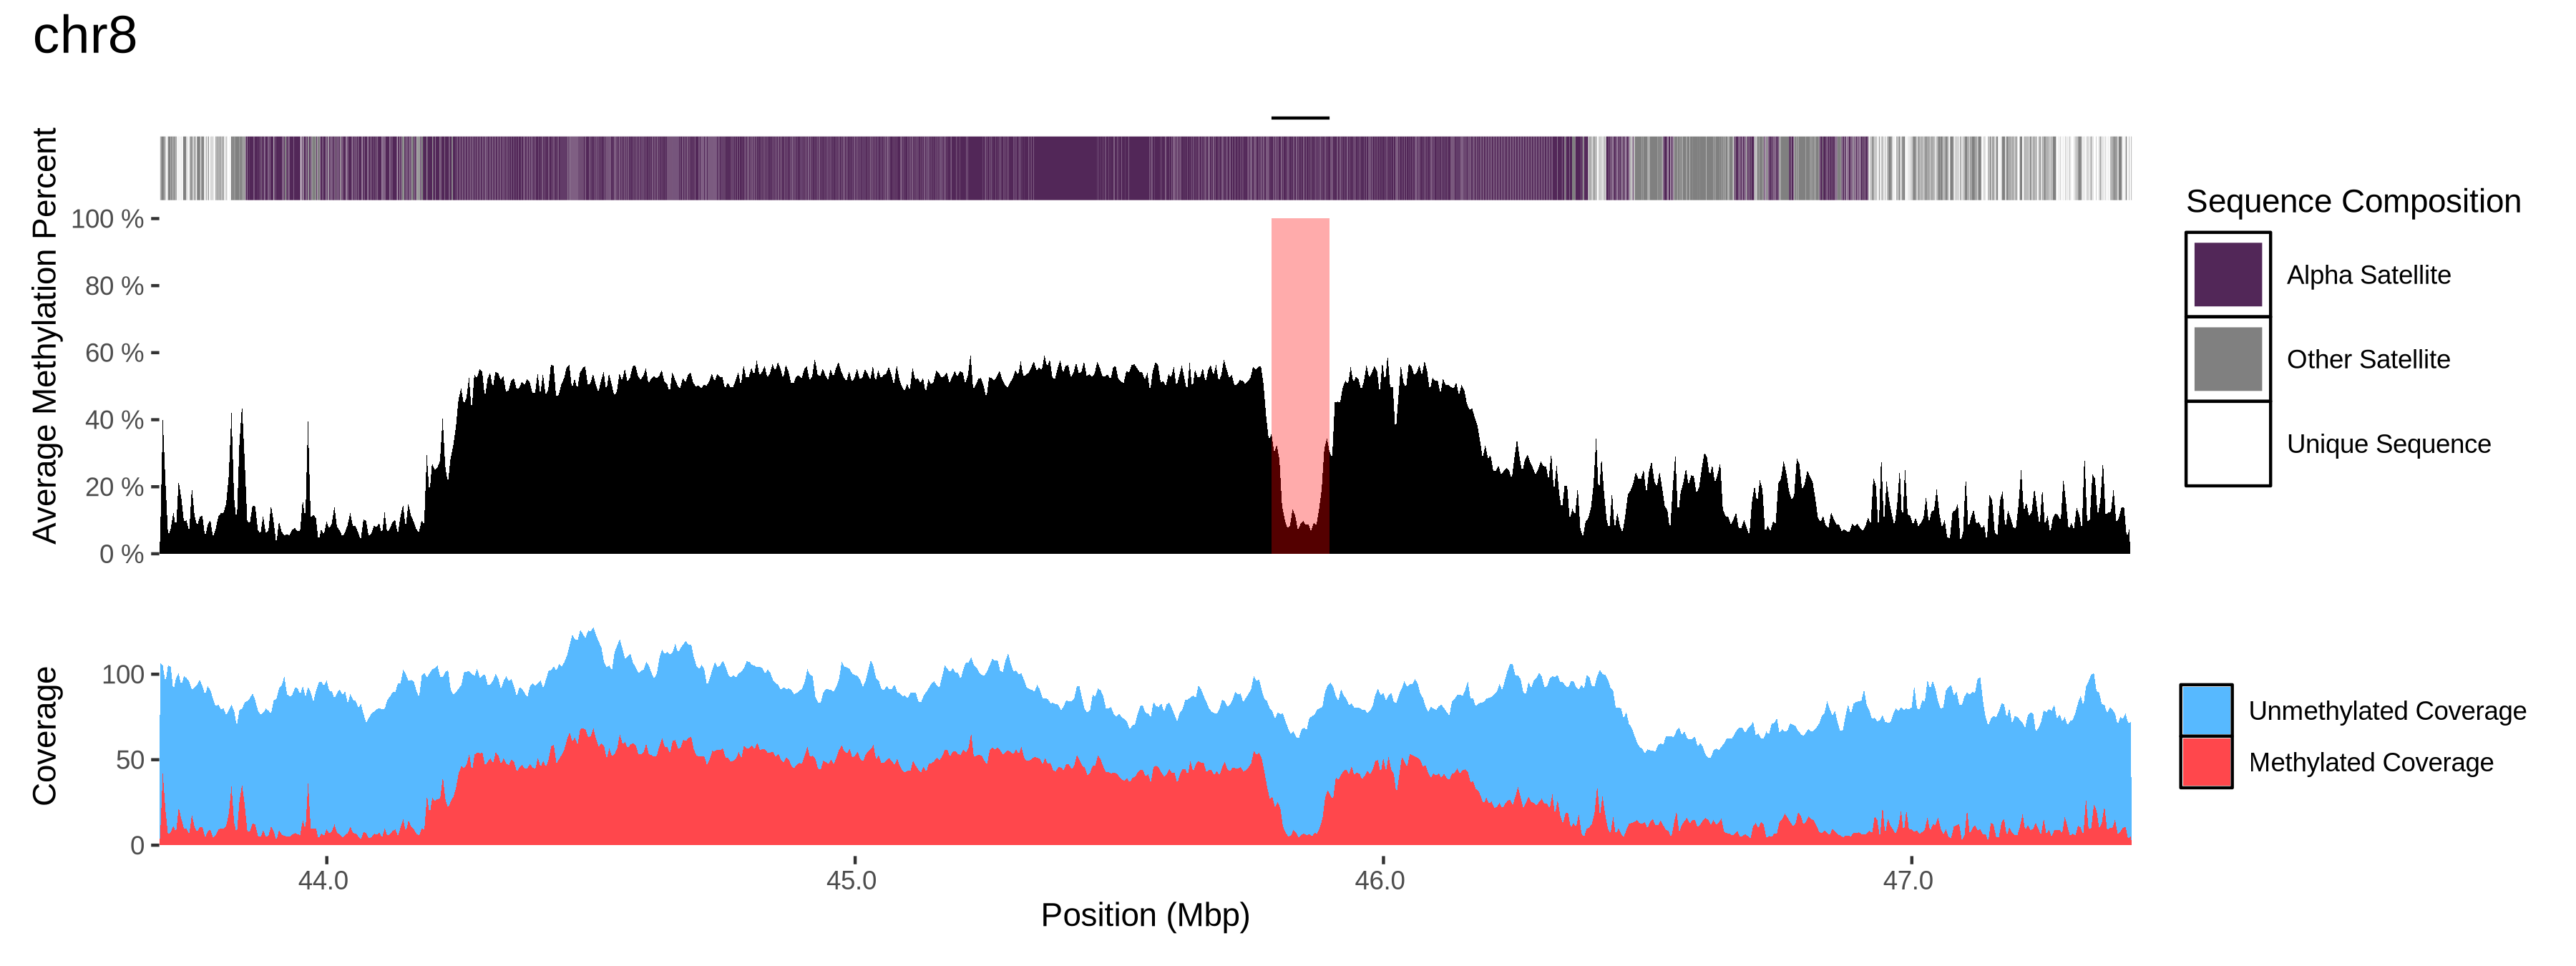 chr8
Average Methylation Percent
100 %
80 %
60 %
40 %
20 %
0 %
Sequence Composition
Alpha Satellite
Other Satellite
Unique Sequence
Coverage
100
50
0
Unmethylated Coverage
Methylated Coverage
44.0
45.0
46.0
47.0
Position (Mbp)